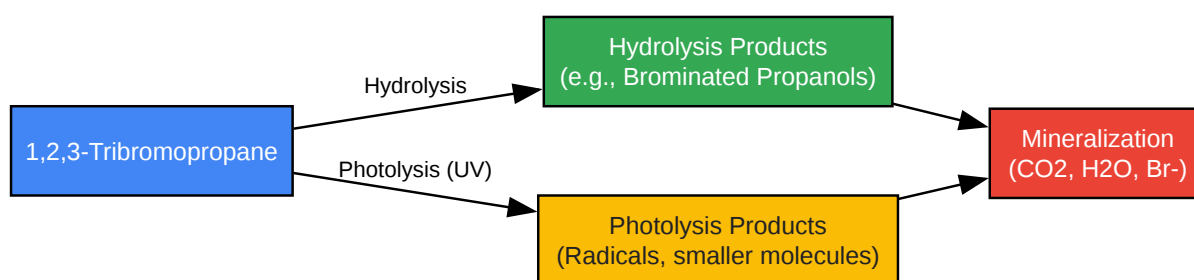 1,2,3-Tribromopropane
Hydrolysis
Photolysis (UV)
Hydrolysis Products
(e.g., Brominated Propanols)
Photolysis Products
(Radicals, smaller molecules)
Mineralization
(CO2, H2O, Br-)